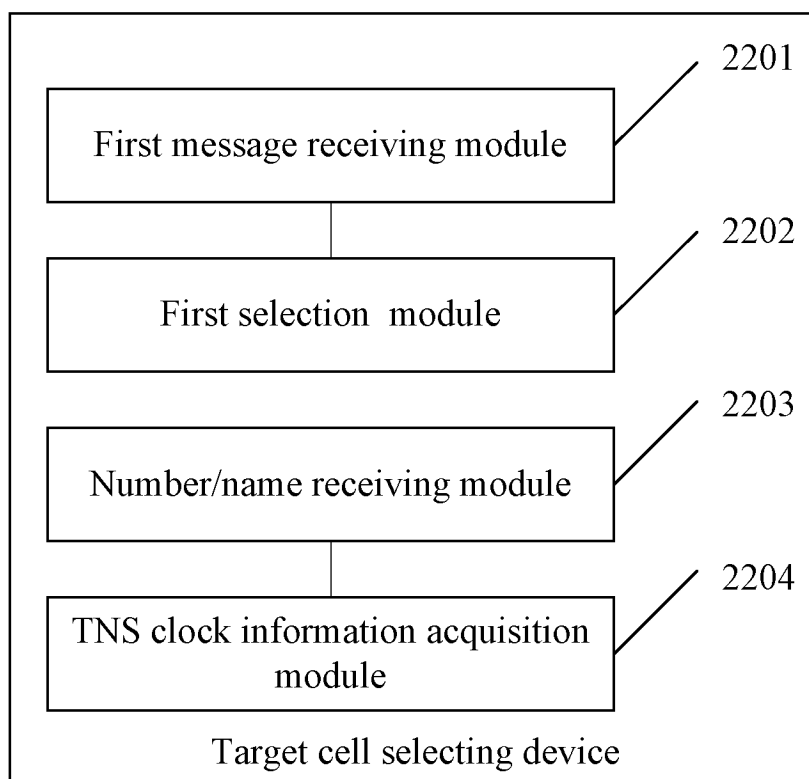 2201
First message receiving module
2202
First selection module
2203
Number/name receiving module
2204
TNS clock information acquisition
module
Target cell selecting device